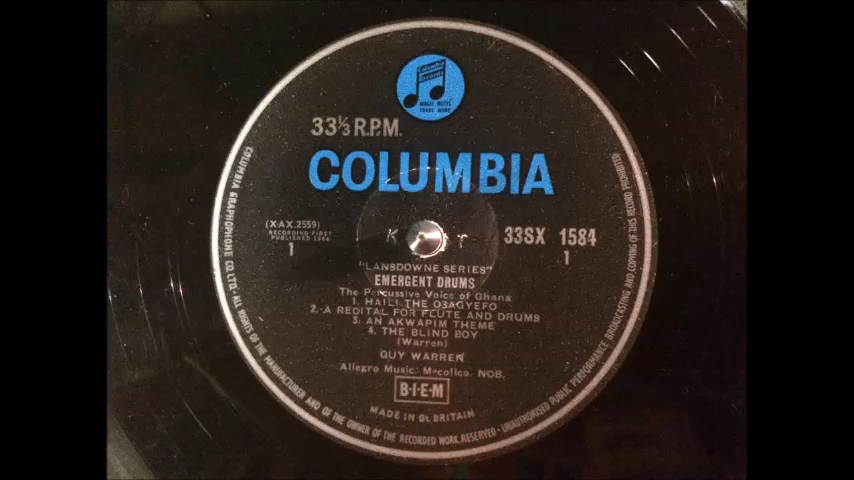 Columbia
Records
MAGIC NOTES
TRADE MARK
33⅓ R.P.M.
COLUMBIA
(XAX.2559)
RECORDING FIRST
PUBLISHED 1964
1
33SX 1584
1
"LANSDOWNE SERIES"
EMERGENT DRUMS
The Percussive Voice of Ghana
1. HAIL! THE OSAGYEFO
2. A RECITAL FOR FLUTE AND DRUMS
3. AN AKWAPIM THEME
4. THE BLIND BOY
(Warren)
GUY WARREN
Allegro Music. Mecolico. NCB.
B·I·E·M
MADE IN Gt. BRITAIN
COLUMBIA GRAPHOPHONE CO. LTD. · ALL RIGHTS OF THE MANUFACTURER AND OF THE OWNER OF THE RECORDED WORK RESERVED · UNAUTHORISED PUBLIC PERFORMANCE BROADCASTING AND COPYING OF THIS RECORD PROHIBITED